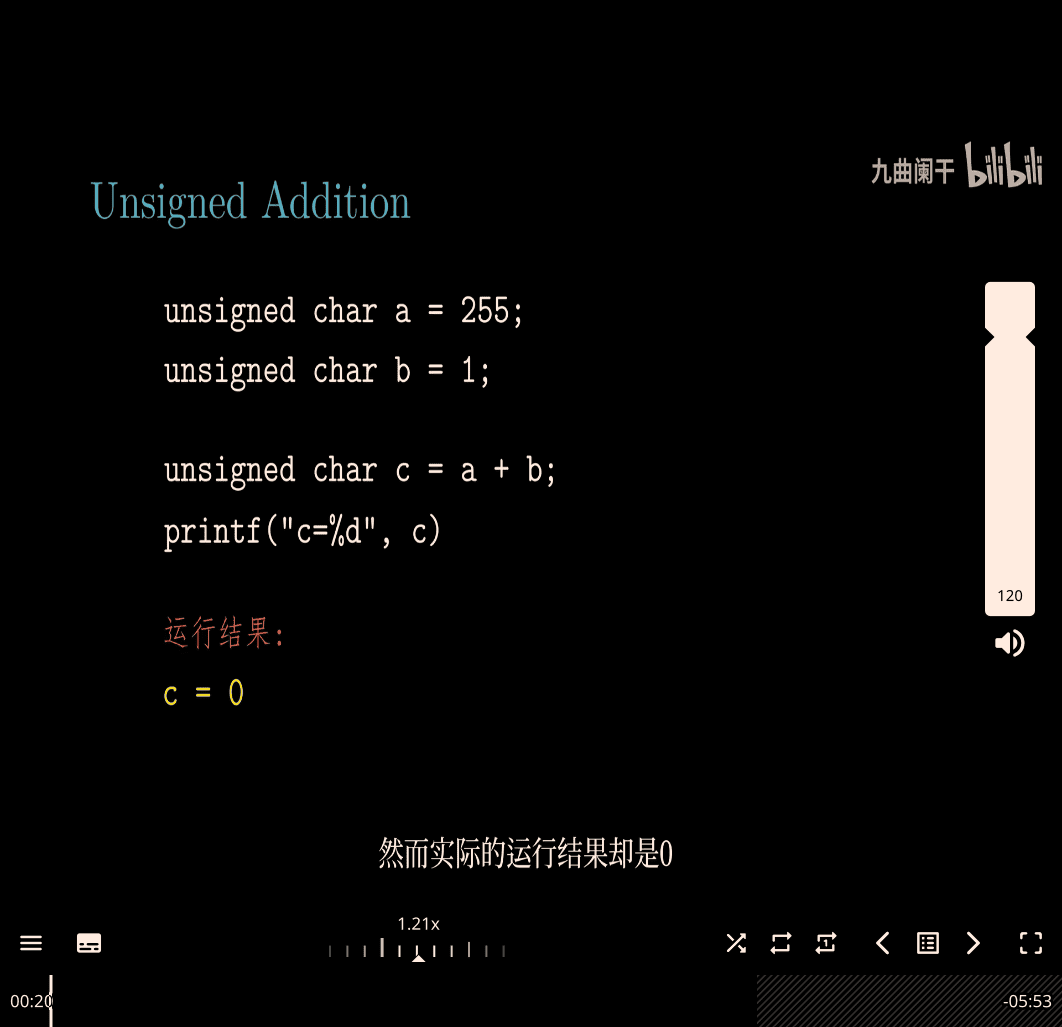 九曲阑干 bilibili
Unsigned Addition
unsigned char a = 255;
unsigned char b = 1;
unsigned char c = a + b;
printf("c=%d", c)
120
运行结果:
c = 0
然而实际的运行结果却是0
1.21x
00:20
-05:53